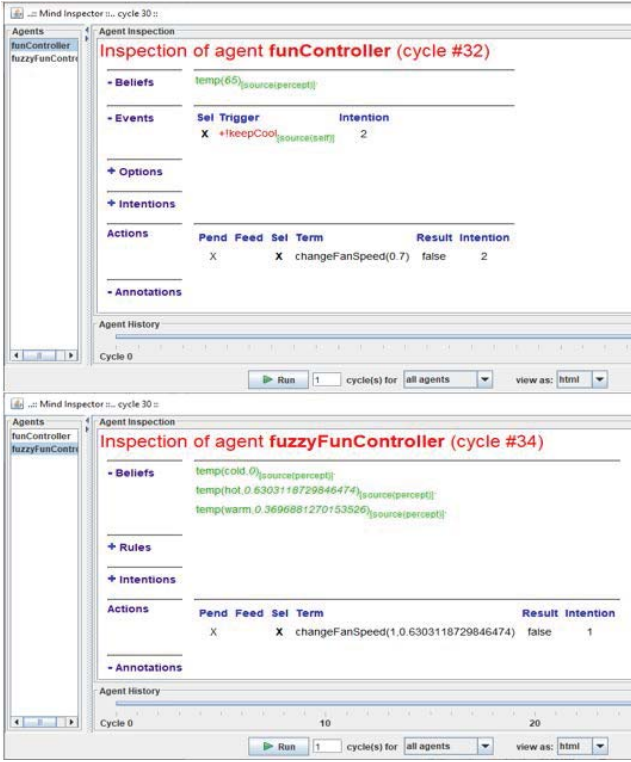 ..:: Mind Inspector ::.. cycle 30 ::
Agents
Agent Inspection
funController
fuzzyFunContr
Inspection of agent funController (cycle #32)
- Beliefs
temp(65)[source(percept)].
- Events
Sel Trigger Intention
X +!keepCool[source(self)] 2
+ Options
+ Intentions
Actions
Pend Feed Sel Term Result Intention
X X changeFanSpeed(0.7) false 2
- Annotations
Agent History
Cycle 0
Run 1 cycle(s) for all agents view as: html
..:: Mind Inspector ::.. cycle 30 ::
Agents
Agent Inspection
funController
fuzzyFunContr
Inspection of agent fuzzyFunController (cycle #34)
- Beliefs
temp(cold,0)[source(percept)].
temp(hot,0.6303118729846474)[source(percept)].
temp(warm,0.3696881270153526)[source(percept)].
+ Rules
+ Intentions
Actions
Pend Feed Sel Term Result Intention
X X changeFanSpeed(1,0.6303118729846474) false 1
- Annotations
Agent History
Cycle 0 10 20
Run 1 cycle(s) for all agents view as: html